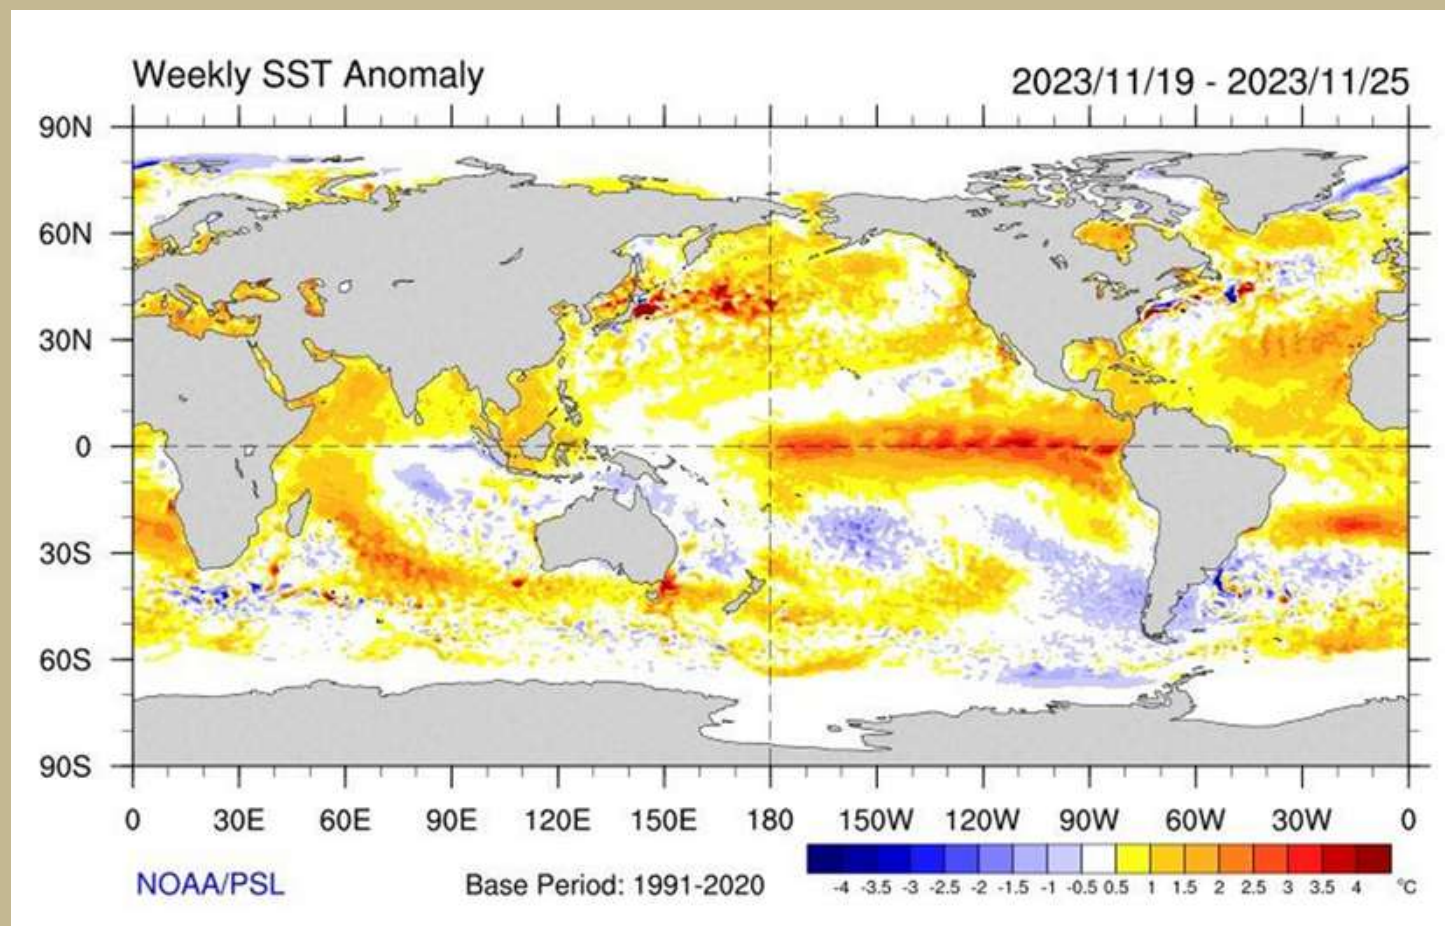 Weekly SST Anomaly
2023/11/19 - 2023/11/25
90N
60N
30N
0
30S
60S
90S
0 30E 60E 90E 120E 150E 180 150W 120W 90W 60W 30W 0
NOAA/PSL
Base Period: 1991-2020
-4 -3.5 -3 -2.5 -2 -1.5 -1 -0.5 0.5 1 1.5 2 2.5 3 3.5 4 °C